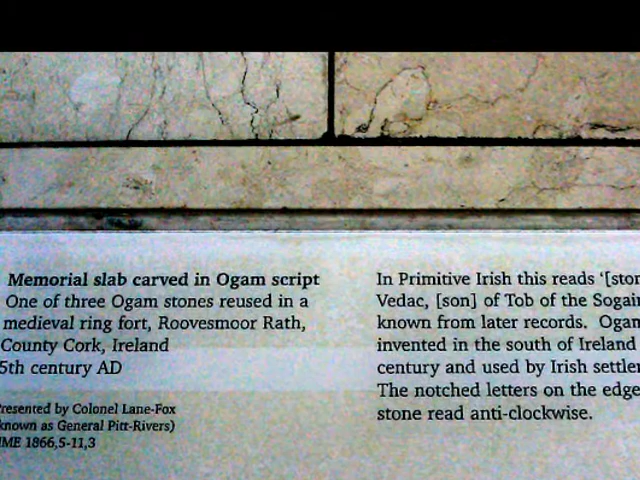 Memorial slab carved in Ogam script
One of three Ogam stones reused in a
medieval ring fort, Roovesmoor Rath,
County Cork, Ireland
5th century AD
Presented by Colonel Lane-Fox
known as General Pitt-Rivers)
ME 1866,5-11,3
In Primitive Irish this reads '[ston
Vedac, [son] of Tob of the Sogain
known from later records. Ogam
invented in the south of Ireland
century and used by Irish settler
The notched letters on the edge
stone read anti-clockwise.